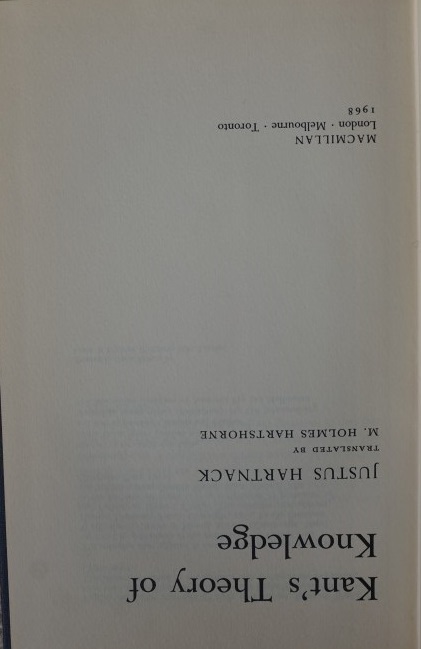 Kant's Theory of
Knowledge
JUSTUS HARTNACK
TRANSLATED BY
M. HOLMES HARTSHORNE
MACMILLAN
London · Melbourne · Toronto
1968